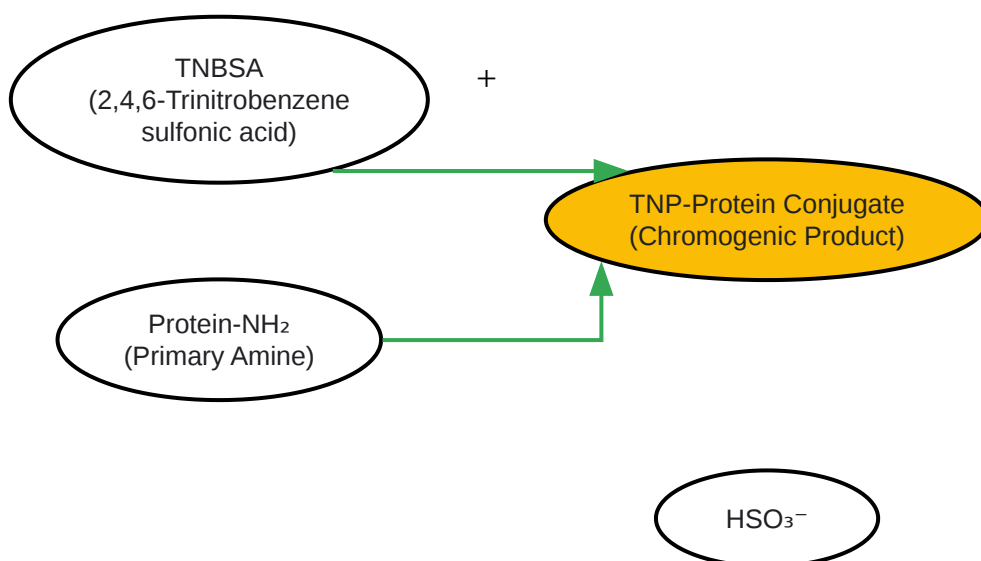 TNBSA
(2,4,6-Trinitrobenzene
sulfonic acid)
+
TNP-Protein Conjugate
(Chromogenic Product)
Protein-NH₂
(Primary Amine)
HSO₃⁻